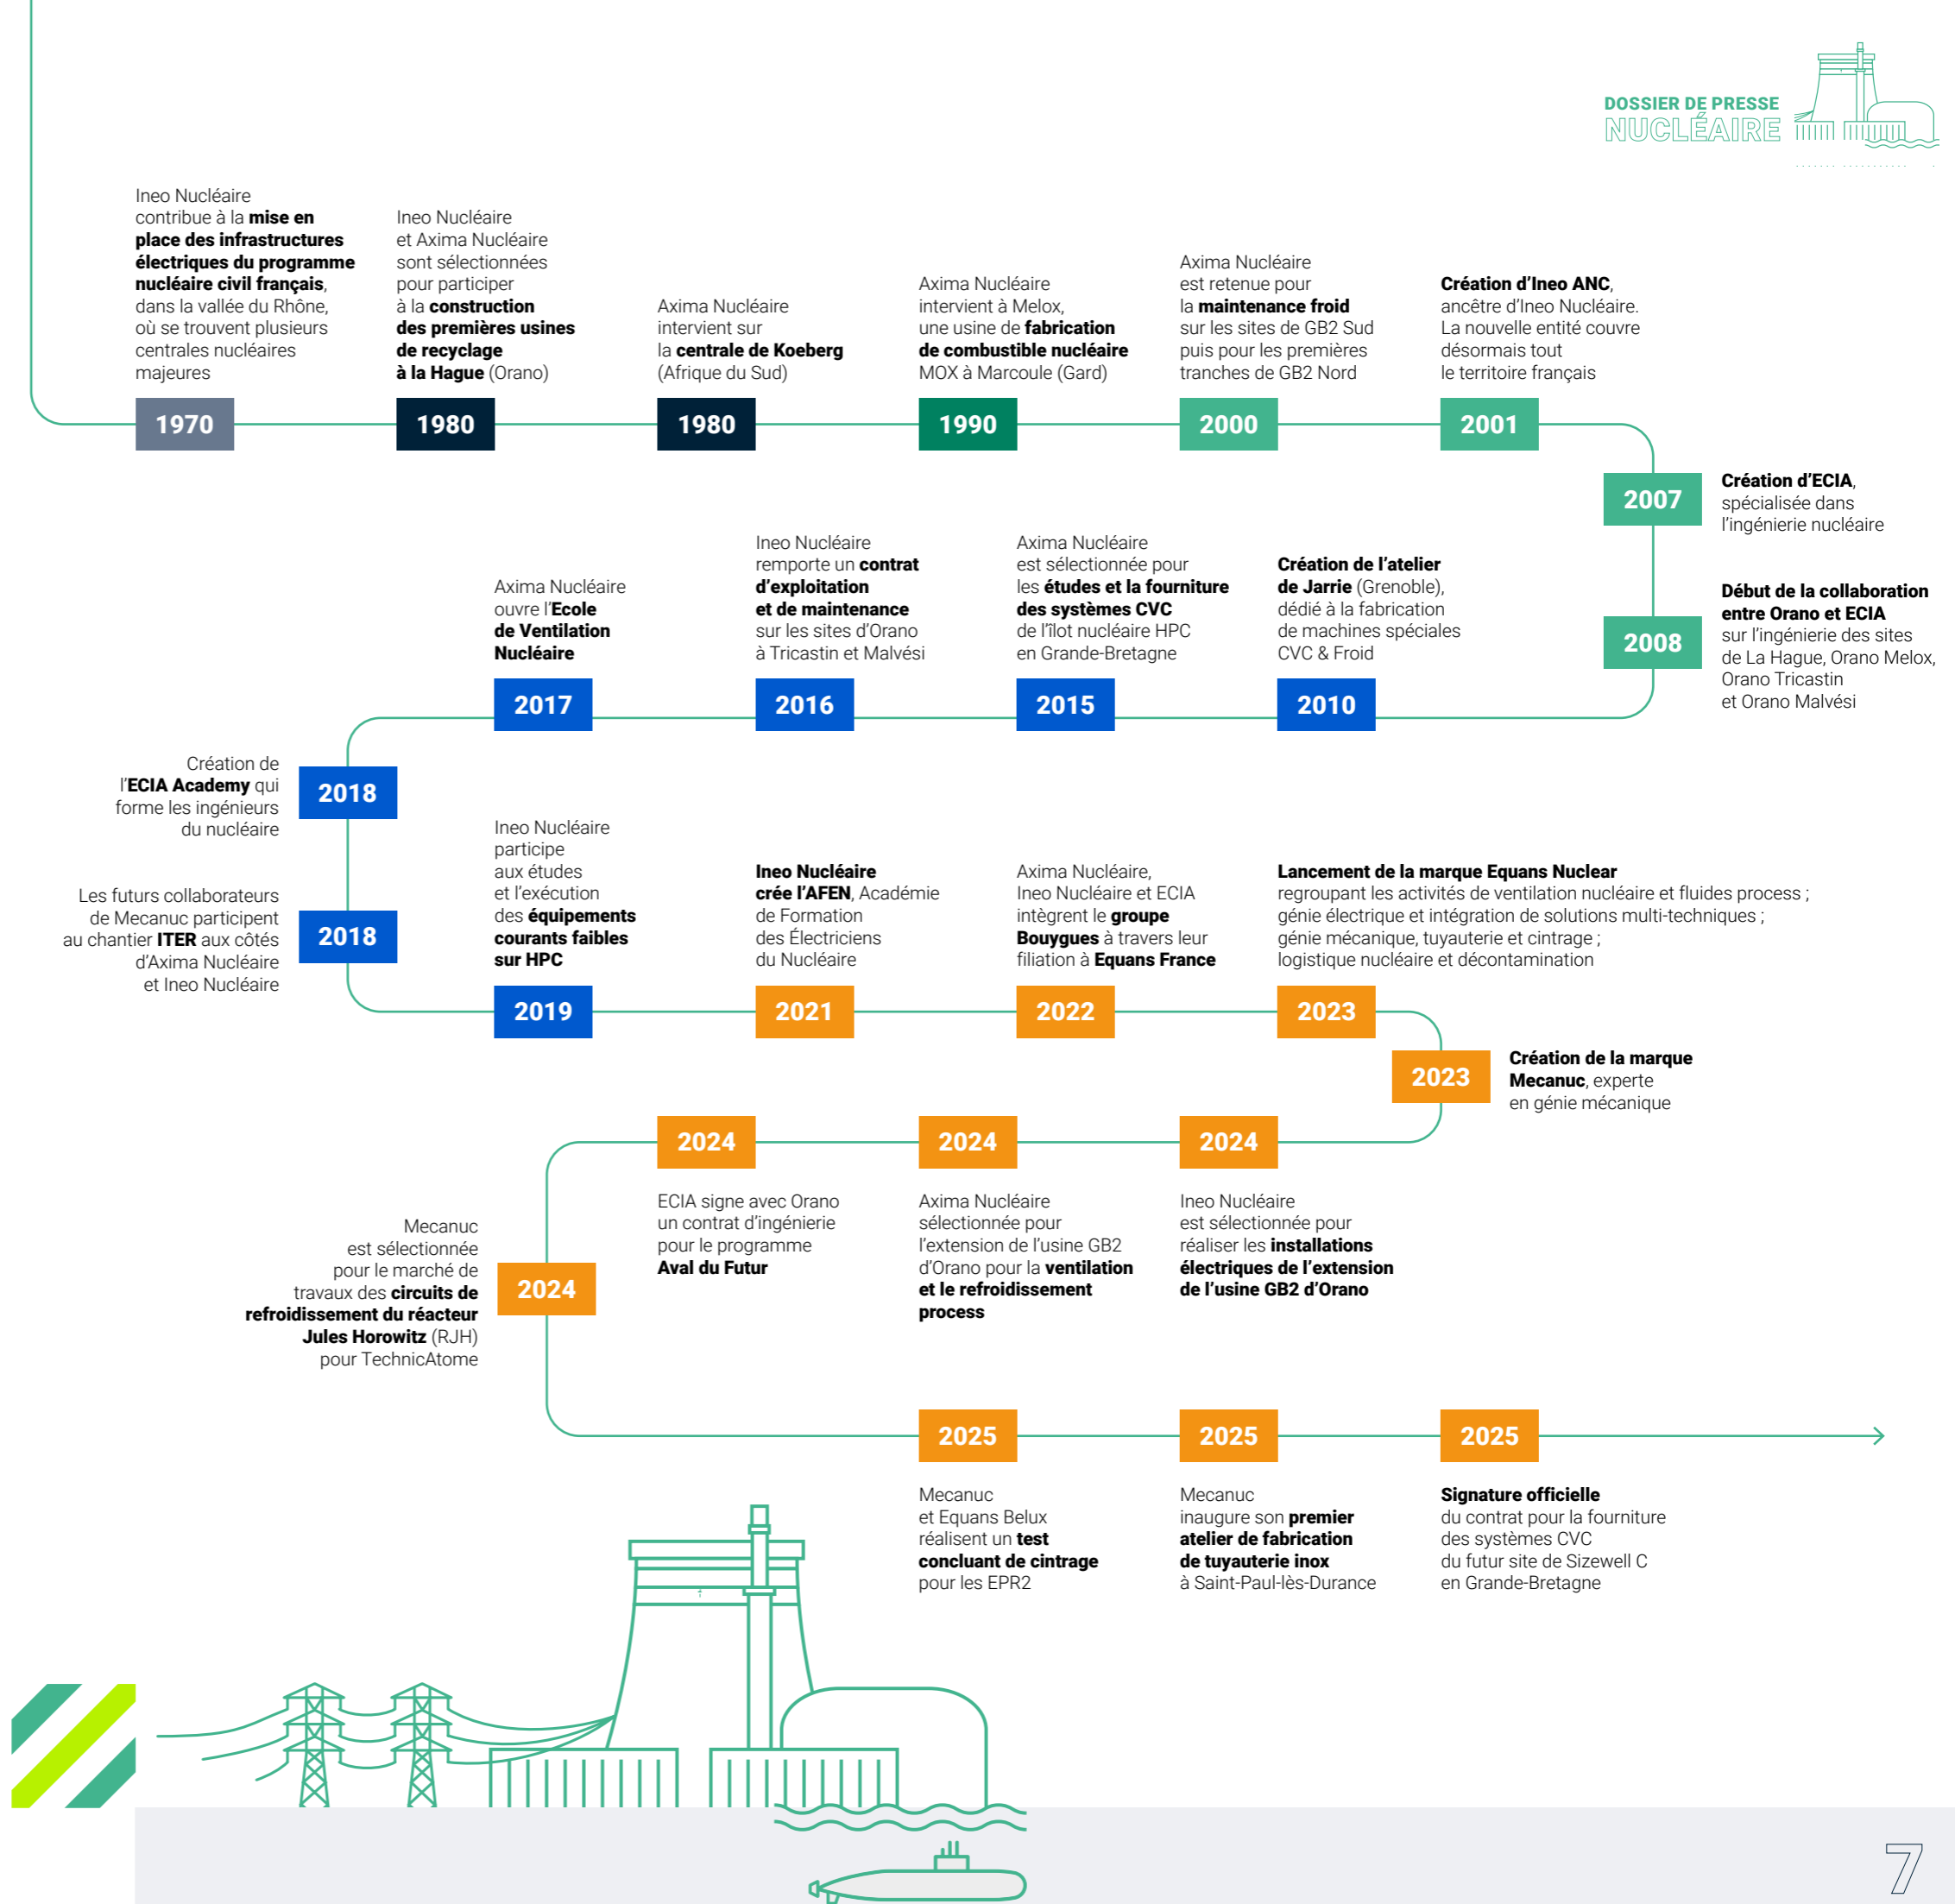 DOSSIER DE PRESSE
NUCLÉAIRE
Ineo Nucléaire
contribue à la mise en
place des infrastructures
électriques du programme
nucléaire civil français,
dans la vallée du Rhône,
où se trouvent plusieurs
centrales nucléaires
majeures
1970
Ineo Nucléaire
et Axima Nucléaire
sont sélectionnées
pour participer
à la construction
des premières usines
de recyclage
à la Hague (Orano)
1980
Axima Nucléaire
intervient sur
la centrale de Koeberg
(Afrique du Sud)
1980
Axima Nucléaire
intervient à Melox,
une usine de fabrication
de combustible nucléaire
MOX à Marcoule (Gard)
1990
Axima Nucléaire
est retenue pour
la maintenance froid
sur les sites de GB2 Sud
puis pour les premières
tranches de GB2 Nord
2000
Création d'Ineo ANC,
ancêtre d'Ineo Nucléaire.
La nouvelle entité couvre
désormais tout
le territoire français
2001
2007
Création d'ECIA,
spécialisée dans
l'ingénierie nucléaire
2008
Début de la collaboration
entre Orano et ECIA
sur l'ingénierie des sites
de La Hague, Orano Melox,
Orano Tricastin
et Orano Malvési
Création de l'atelier
de Jarrie (Grenoble),
dédié à la fabrication
de machines spéciales
CVC & Froid
2010
Axima Nucléaire
est sélectionnée pour
les études et la fourniture
des systèmes CVC
de l'îlot nucléaire HPC
en Grande-Bretagne
2015
Ineo Nucléaire
remporte un contrat
d'exploitation
et de maintenance
sur les sites d'Orano
à Tricastin et Malvési
2016
Axima Nucléaire
ouvre l'Ecole
de Ventilation
Nucléaire
2017
Création de
l'ECIA Academy qui
forme les ingénieurs
du nucléaire
2018
Les futurs collaborateurs
de Mecanuc participent
au chantier ITER aux côtés
d'Axima Nucléaire
et Ineo Nucléaire
2018
Ineo Nucléaire
participe
aux études
et l'exécution
des équipements
courants faibles
sur HPC
2019
Ineo Nucléaire
crée l'AFEN, Académie
de Formation
des Électriciens
du Nucléaire
2021
Axima Nucléaire,
Ineo Nucléaire et ECIA
intègrent le groupe
Bouygues à travers leur
filiation à Equans France
2022
Lancement de la marque Equans Nuclear
regroupant les activités de ventilation nucléaire et fluides process ;
génie électrique et intégration de solutions multi-techniques ;
génie mécanique, tuyauterie et cintrage ;
logistique nucléaire et décontamination
2023
2023
Création de la marque
Mecanuc, experte
en génie mécanique
2024
Ineo Nucléaire
est sélectionnée pour
réaliser les installations
électriques de l'extension
de l'usine GB2 d'Orano
2024
Axima Nucléaire
sélectionnée pour
l'extension de l'usine GB2
d'Orano pour la ventilation
et le refroidissement
process
2024
ECIA signe avec Orano
un contrat d'ingénierie
pour le programme
Aval du Futur
Mecanuc
est sélectionnée
pour le marché de
travaux des circuits de
refroidissement du réacteur
Jules Horowitz (RJH)
pour TechnicAtome
2024
2025
Mecanuc
et Equans Belux
réalisent un test
concluant de cintrage
pour les EPR2
2025
Mecanuc
inaugure son premier
atelier de fabrication
de tuyauterie inox
à Saint-Paul-lès-Durance
2025
Signature officielle
du contrat pour la fourniture
des systèmes CVC
du futur site de Sizewell C
en Grande-Bretagne
7